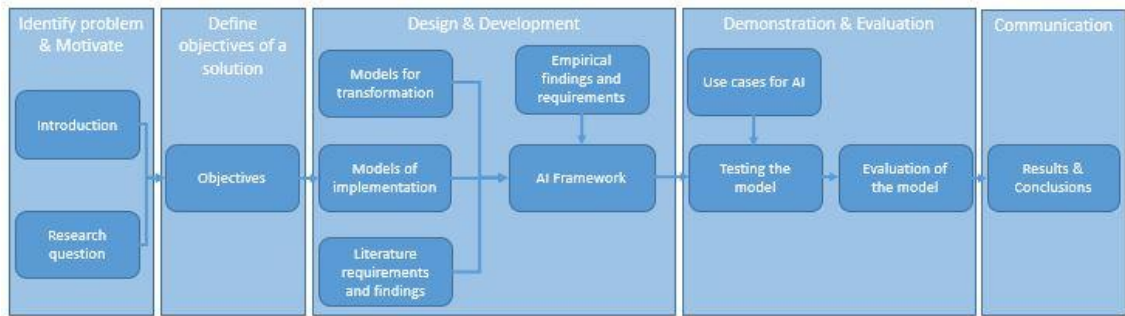 Identify problem
& Motivate
Introduction
Research
question
Define
objectives of a
solution
Objectives
Design & Development
Models for
transformation
Models of
implementation
Literature
requirements
and findings
Empirical
findings and
requirements
AI Framework
Demonstration & Evaluation
Use cases for AI
Testing the
model
Evaluation of
the model
Communication
Results &
Conclusions